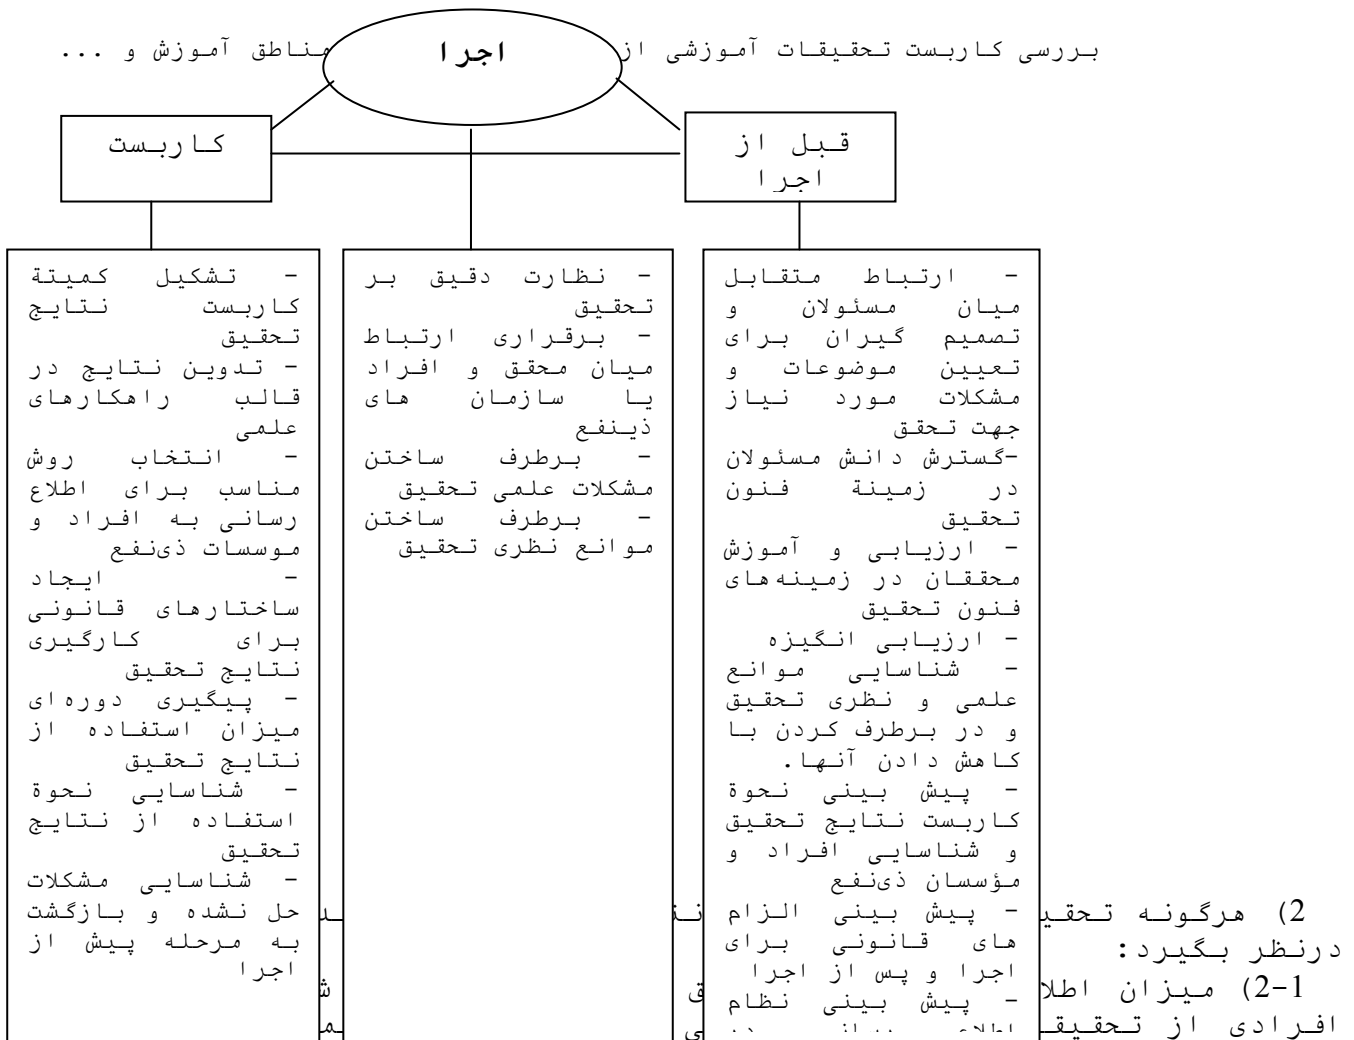 بررسی کاربست تحقیقات آموزشی از
مناطق آموزش و ...
اجرا
قبل از
اجرا
کاربست
- ارتباط متقابل
میان مسئولان و
تصمیم گیران برای
تعیین موضوعات و
مشکلات مورد نیاز
جهت تحقق
-گسترش دانش مسئولان
در زمینة فنون
تحقیق
- ارزیابی و آموزش
محققان در زمینه‌های
فنون تحقیق
- ارزیابی انگیزه
- شناسایی موانع
علمی و نظری تحقیق
و در برطرف کردن با
کاهش دادن آنها.
- پیش بینی نحوة
کاربست نتایج تحقیق
و شناسایی افراد و
مؤسسان ذی‌نفع
- پیش بینی الزام
های قانونی برای
اجرا و پس از اجرا
- پیش بینی نظام
- نظارت دقیق بر
تحقیق
- برقراری ارتباط
میان محقق و افراد
یا سازمان های
ذینفع
- برطرف ساختن
مشکلات علمی تحقیق
- برطرف ساختن
موانع نظری تحقیق
- تشکیل کمیتة
کاربست نتایج
تحقیق
- تدوین نتایج در
قالب راهکارهای
علمی
- انتخاب روش
مناسب برای اطلاع
رسانی به افراد و
موسسات ذی‌نفع
- ایجاد
ساختارهای قانونی
برای کارگیری
نتایج تحقیق
- پیگیری دوره ای
میزان استفاده از
نتایج تحقیق
- شناسایی نحوة
استفاده از نتایج
تحقیق
- شناسایی مشکلات
حل نشده و بازگشت
به مرحله پیش از
اجرا
2) هرگونه
درنظر بگیرد:
2-1) میزان
افرادی از